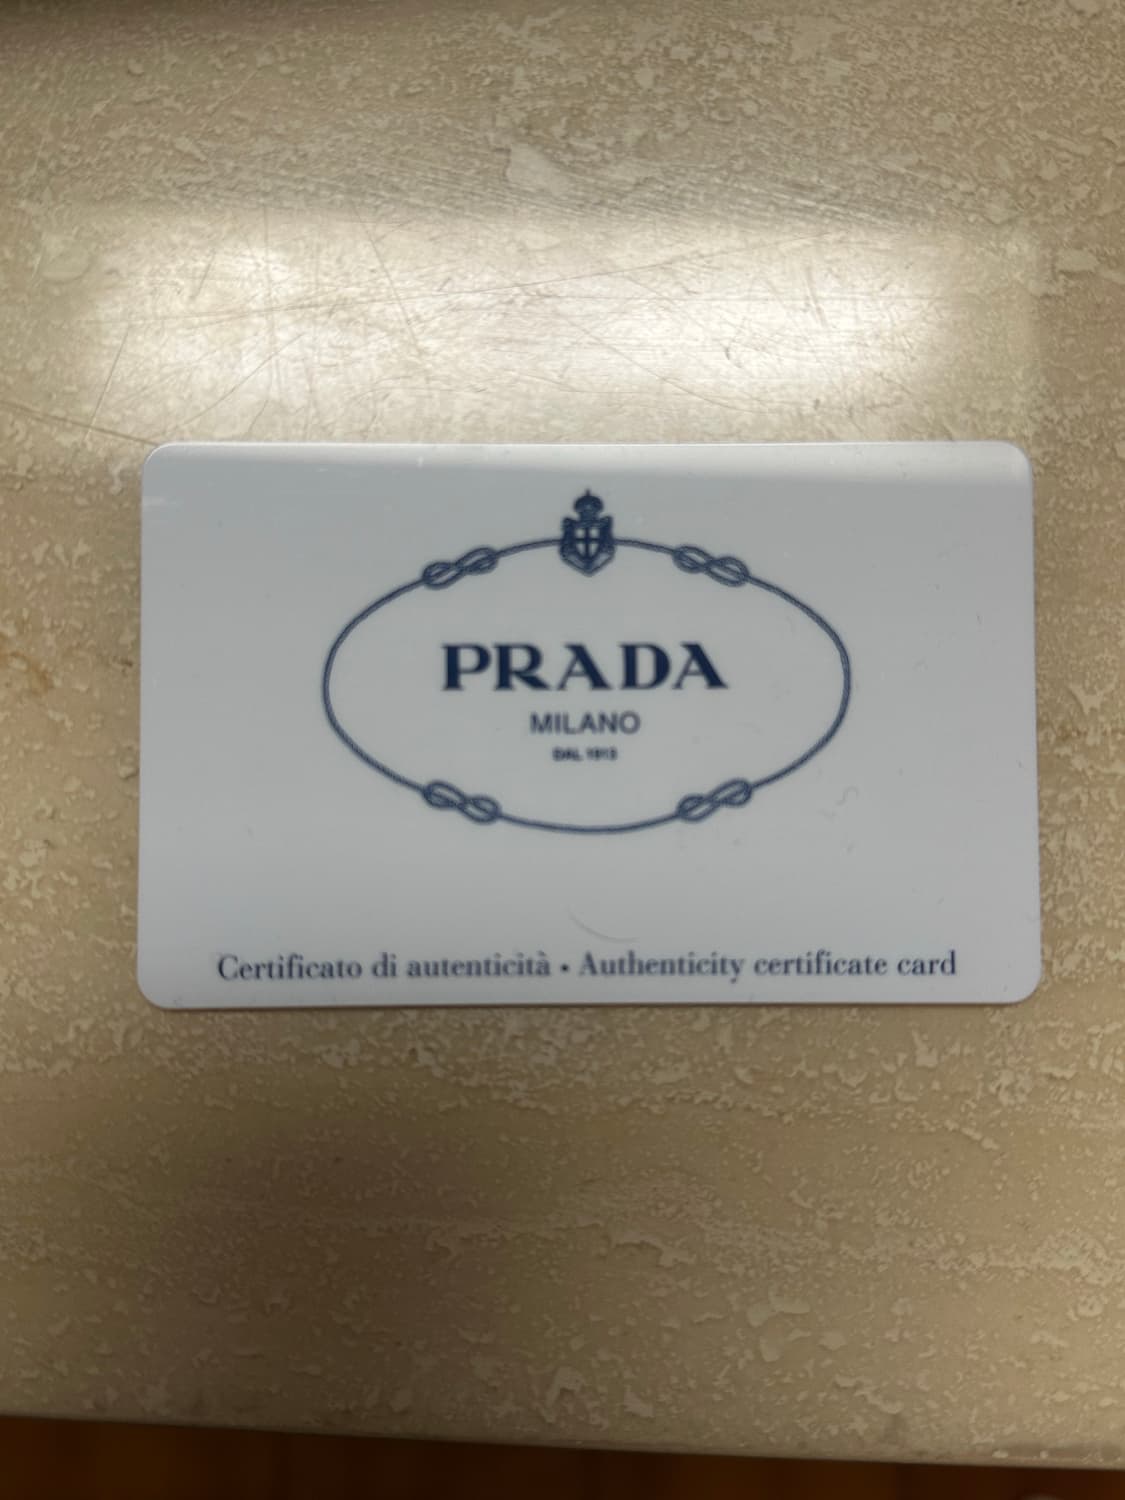 PRADA
MILANO
DAL 1913
Certificato di autenticità • Authenticity certificate card